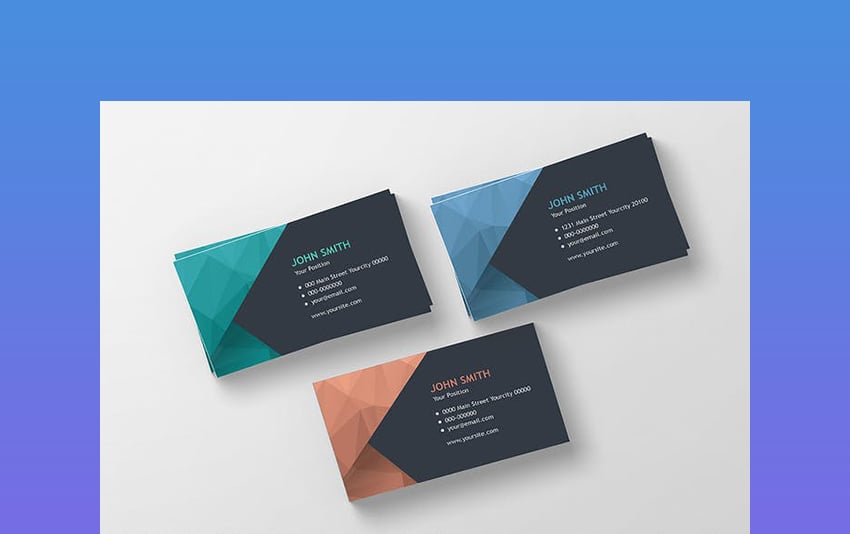 JOHN SMITH
Your Position
000 Main Street Yourcity 00000
000-0000000
your@email.com
www.yoursite.com
JOHN SMITH
Your Position
1231 Main Street Yourcity 20100
000-0000000
your@email.com
www.yoursite.com
JOHN SMITH
Your Position
0000 Main Street Yourcity 00000
000-000000
your@email.com
www.yoursite.com